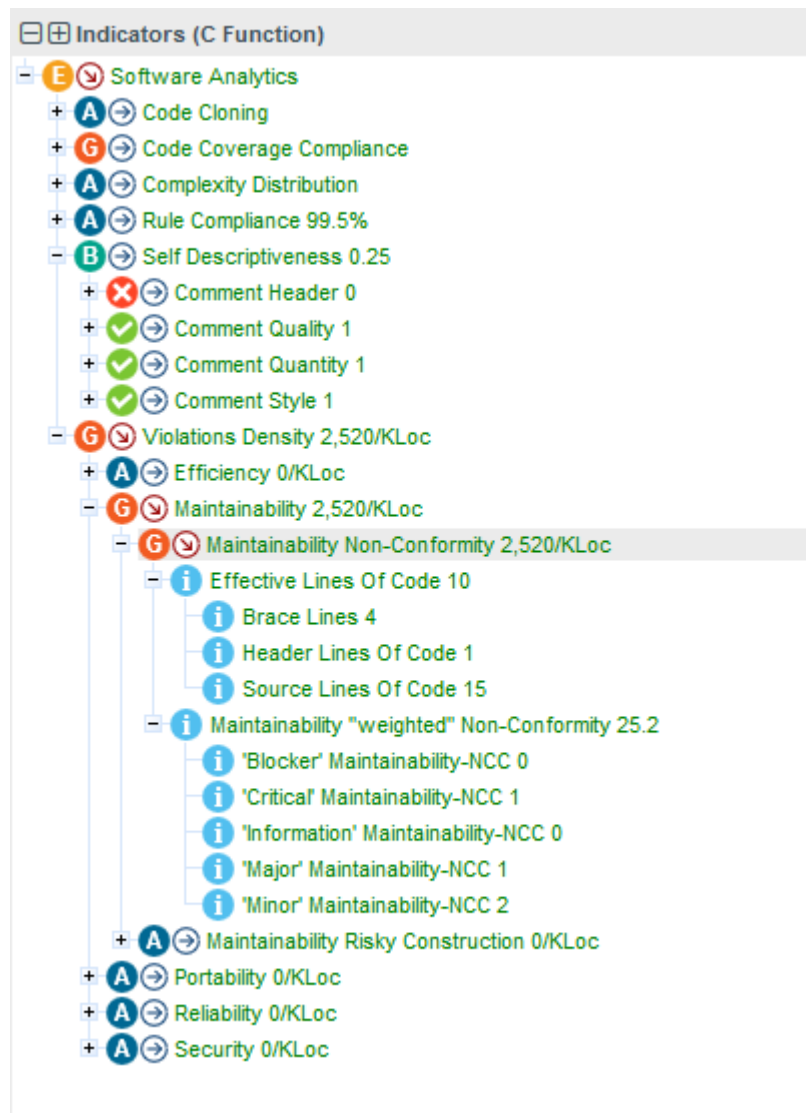 Indicators (C Function)
E Software Analytics
A Code Cloning
G Code Coverage Compliance
A Complexity Distribution
A Rule Compliance 99.5%
B Self Descriptiveness 0.25
Comment Header 0
Comment Quality 1
Comment Quantity 1
Comment Style 1
G Violations Density 2,520/KLoc
A Efficiency 0/KLoc
G Maintainability 2,520/KLoc
G Maintainability Non-Conformity 2,520/KLoc
i Effective Lines Of Code 10
i Brace Lines 4
i Header Lines Of Code 1
i Source Lines Of Code 15
i Maintainability "weighted" Non-Conformity 25.2
i 'Blocker' Maintainability-NCC 0
i 'Critical' Maintainability-NCC 1
i 'Information' Maintainability-NCC 0
i 'Major' Maintainability-NCC 1
i 'Minor' Maintainability-NCC 2
A Maintainability Risky Construction 0/KLoc
A Portability 0/KLoc
A Reliability 0/KLoc
A Security 0/KLoc